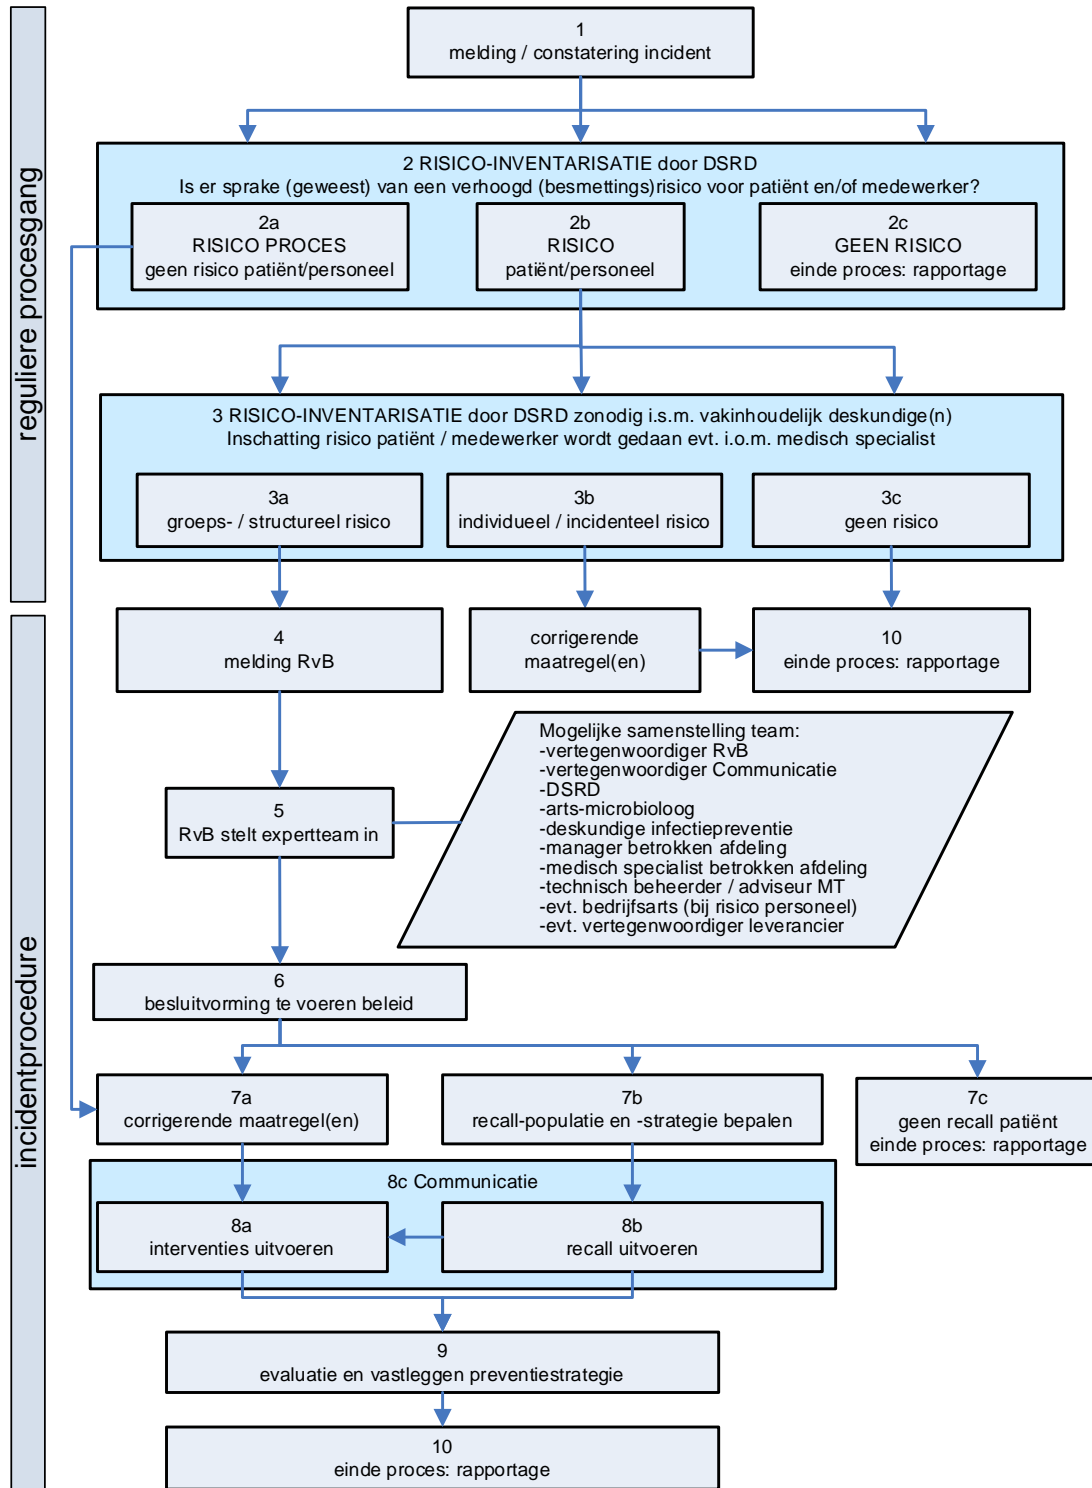 reguliere procesgang
1
melding / constatering incident
2 RISICO-INVENTARISATIE door DSRD
Is er sprake (geweest) van een verhoogd (besmettings)risico voor patiënt en/of medewerker?
2a
RISICO PROCES
geen risico patiënt/personeel
2b
RISICO
patiënt/personeel
2c
GEEN RISICO
einde proces: rapportage
3 RISICO-INVENTARISATIE door DSRD zonodig i.s.m. vakinhoudelijk deskundige(n)
Inschatting risico patiënt / medewerker wordt gedaan evt. i.o.m. medisch specialist
3a
groeps- / structureel risico
3b
individueel / incidenteel risico
3c
geen risico
incidentprocedure
4
melding RvB
corrigerende
maatregel(en)
10
einde proces: rapportage
Mogelijke samenstelling team:
-vertegenwoordiger RvB
-vertegenwoordiger Communicatie
-DSRD
-arts-microbioloog
-deskundige infectiepreventie
-manager betrokken afdeling
-medisch specialist betrokken afdeling
-technisch beheerder / adviseur MT
-evt. bedrijfsarts (bij risico personeel)
-evt. vertegenwoordiger leverancier
5
RvB stelt expertteam in
6
besluitvorming te voeren beleid
7a
corrigerende maatregel(en)
7b
recall-populatie en -strategie bepalen
7c
geen recall patiënt
einde proces: rapportage
8c Communicatie
8a
interventies uitvoeren
8b
recall uitvoeren
9
evaluatie en vastleggen preventiestrategie
10
einde proces: rapportage